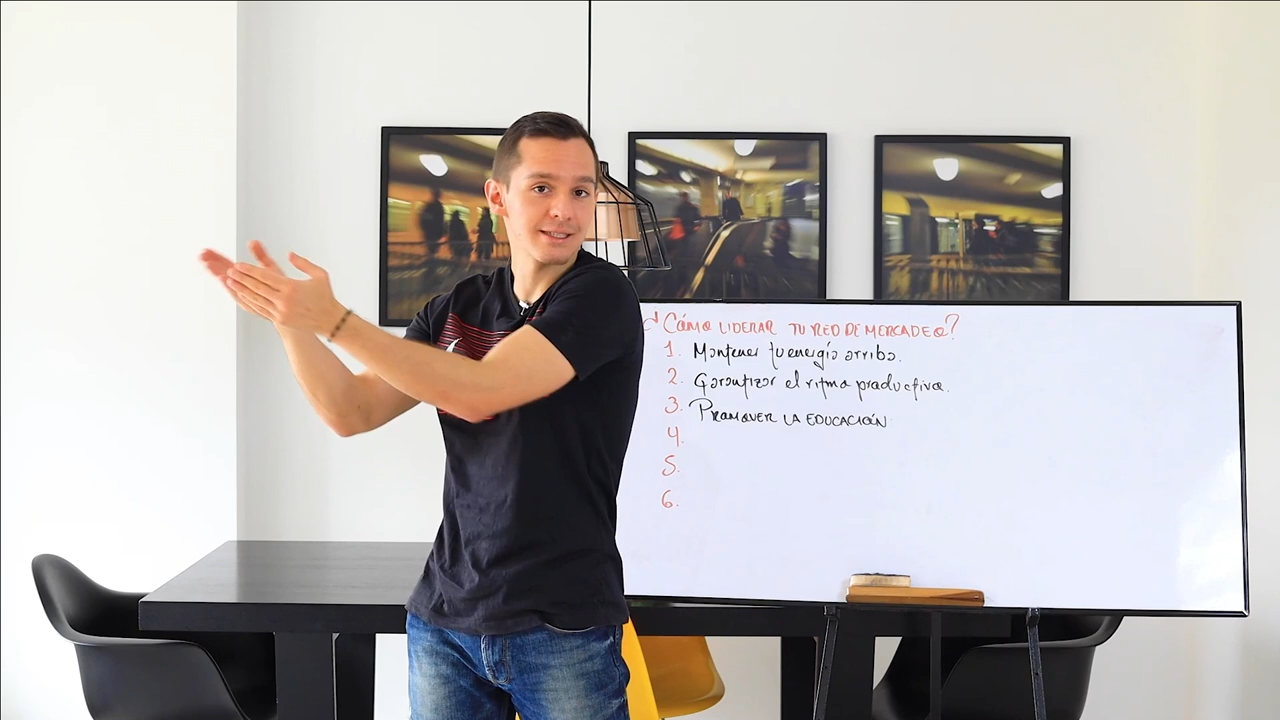 ¿Cómo LIDERAR TU RED DE MERCADEO?
1. Mantener tu energía arriba.
2. Garantizar el ritmo productivo.
3. PROMOVER LA EDUCACIÓN
4.
5.
6.